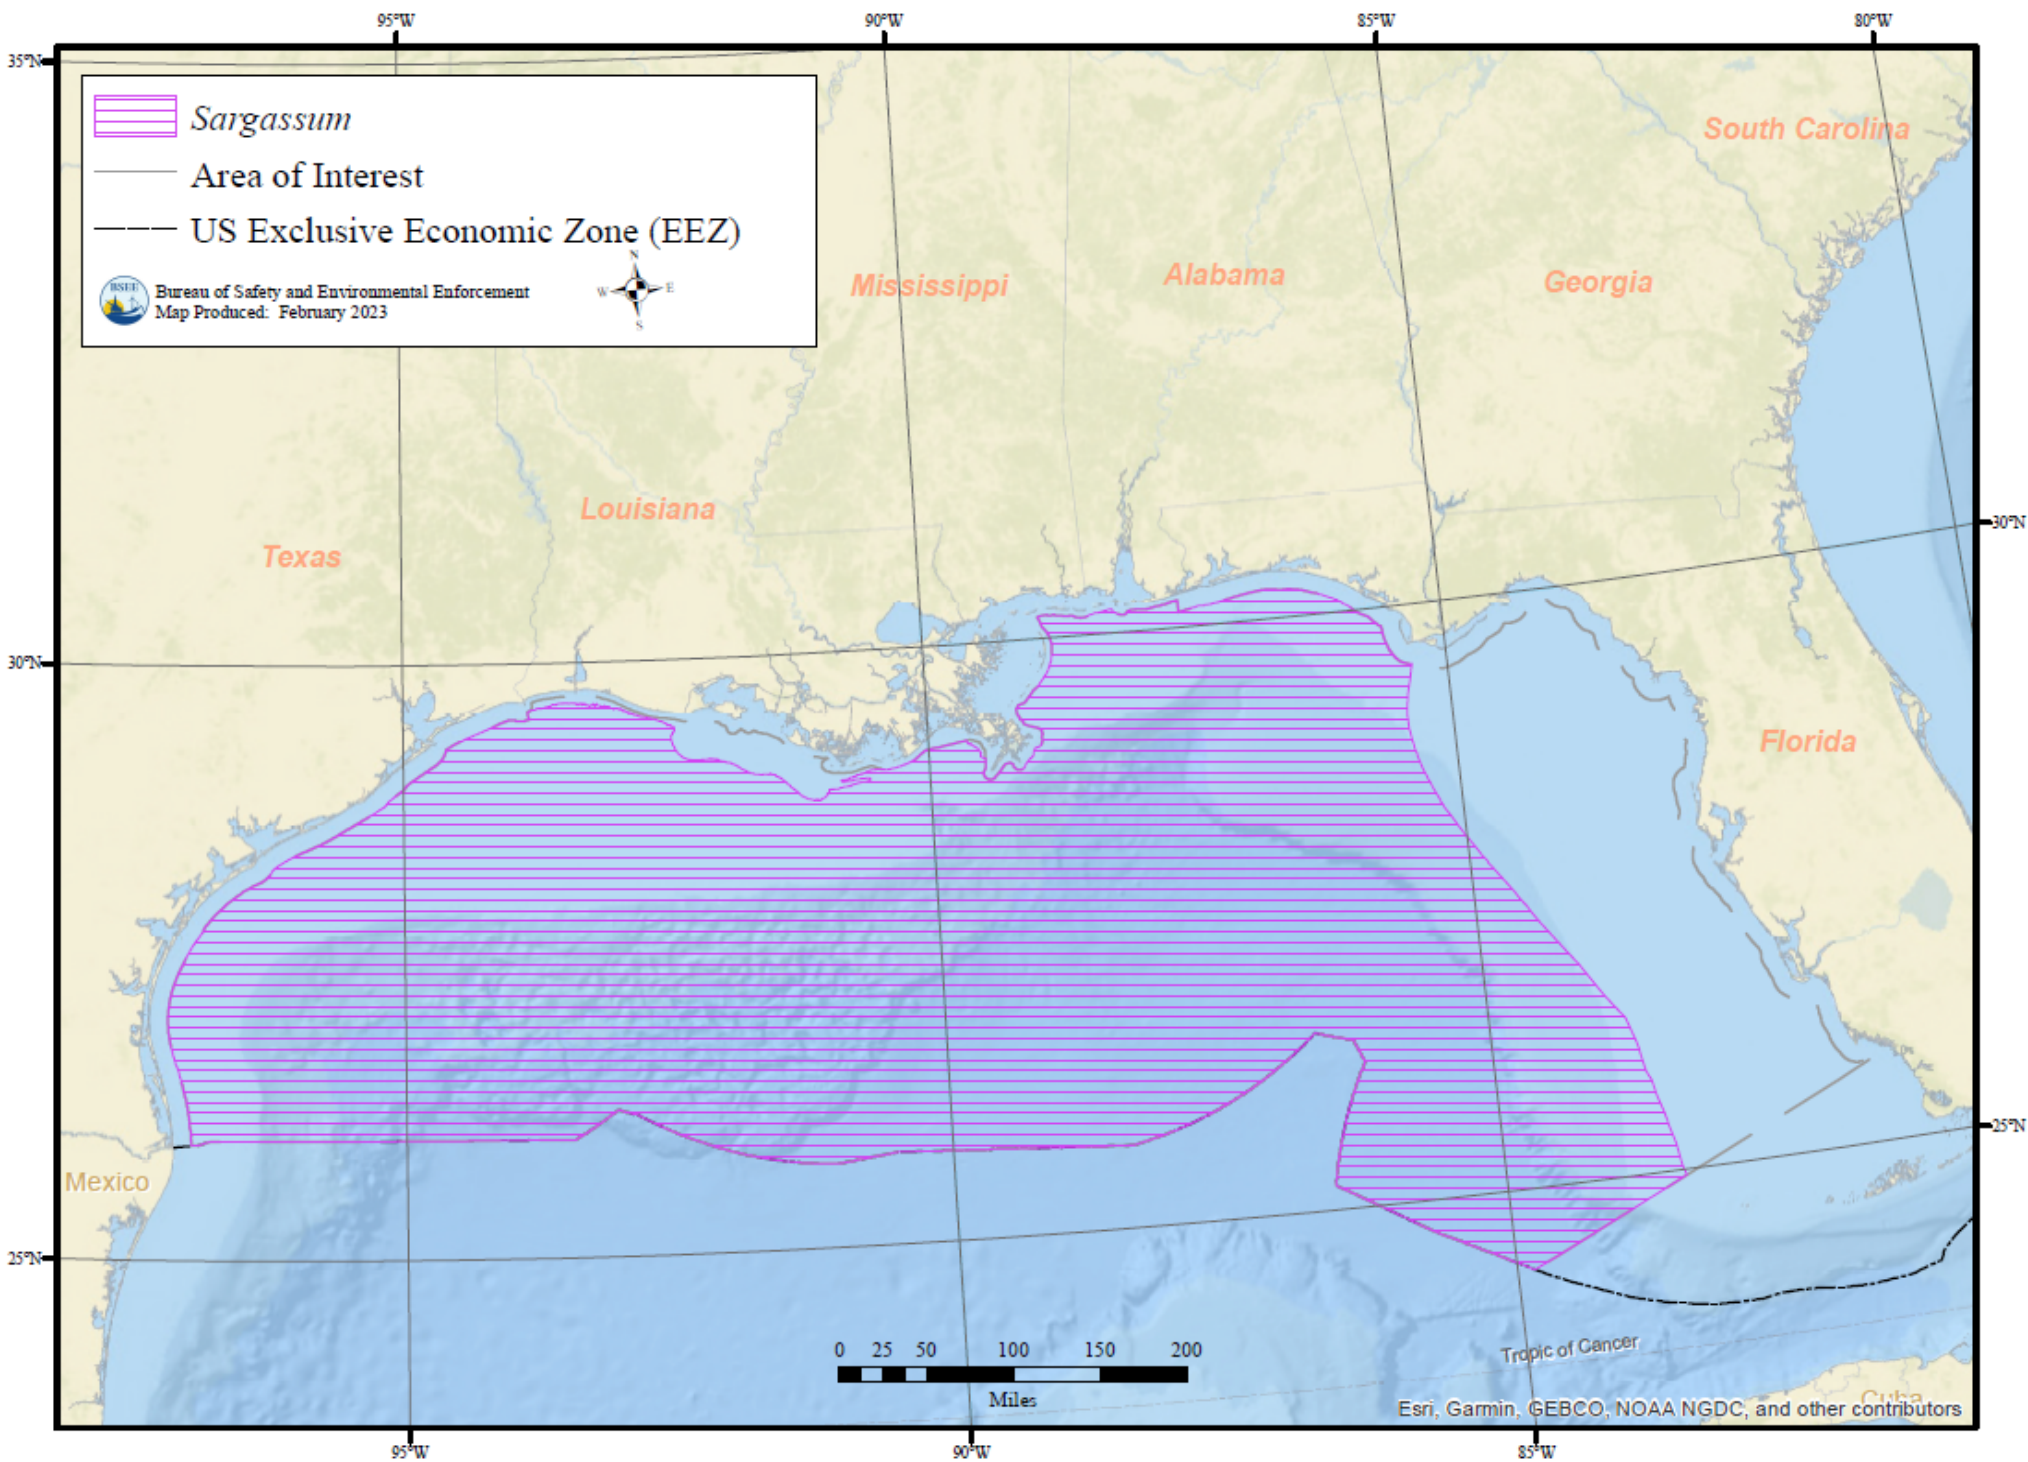 95°W
90°W
85°W
80°W
35°N
Sargassum
Area of Interest
US Exclusive Economic Zone (EEZ)
N
W
E
S
BSEE
Bureau of Safety and Environmental Enforcement
Map Produced: February 2023
South Carolina
Mississippi
Alabama
Georgia
Louisiana
Texas
30°N
30°N
Florida
25°N
Mexico
25°N
0 25 50 100 150 200
Miles
Tropic of Cancer
Cuba
Esri, Garmin, GEBCO, NOAA NGDC, and other contributors
95°W
90°W
85°W